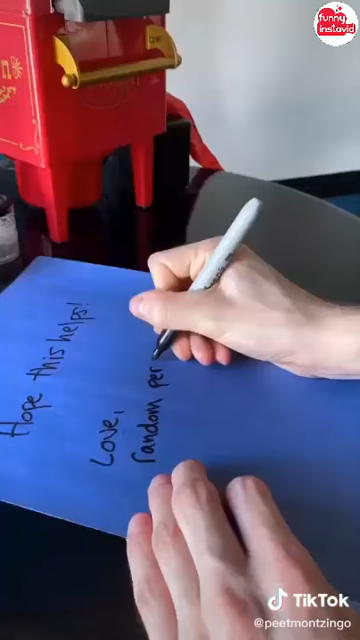 funny
instavid
Hope this helps!
Love,
random per
TikTok
@peetmontzingo